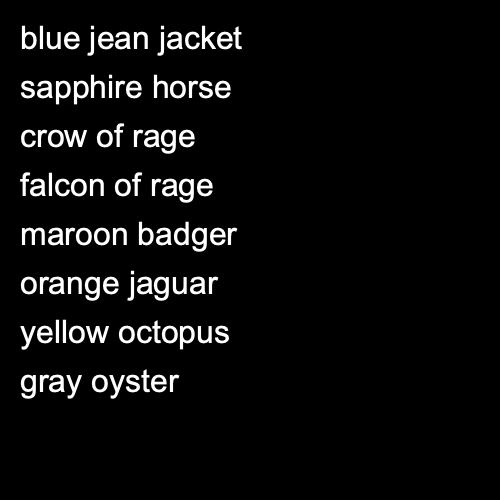 blue jean jacket
sapphire horse
crow of rage
falcon of rage
maroon badger
orange jaguar
yellow octopus
gray oyster